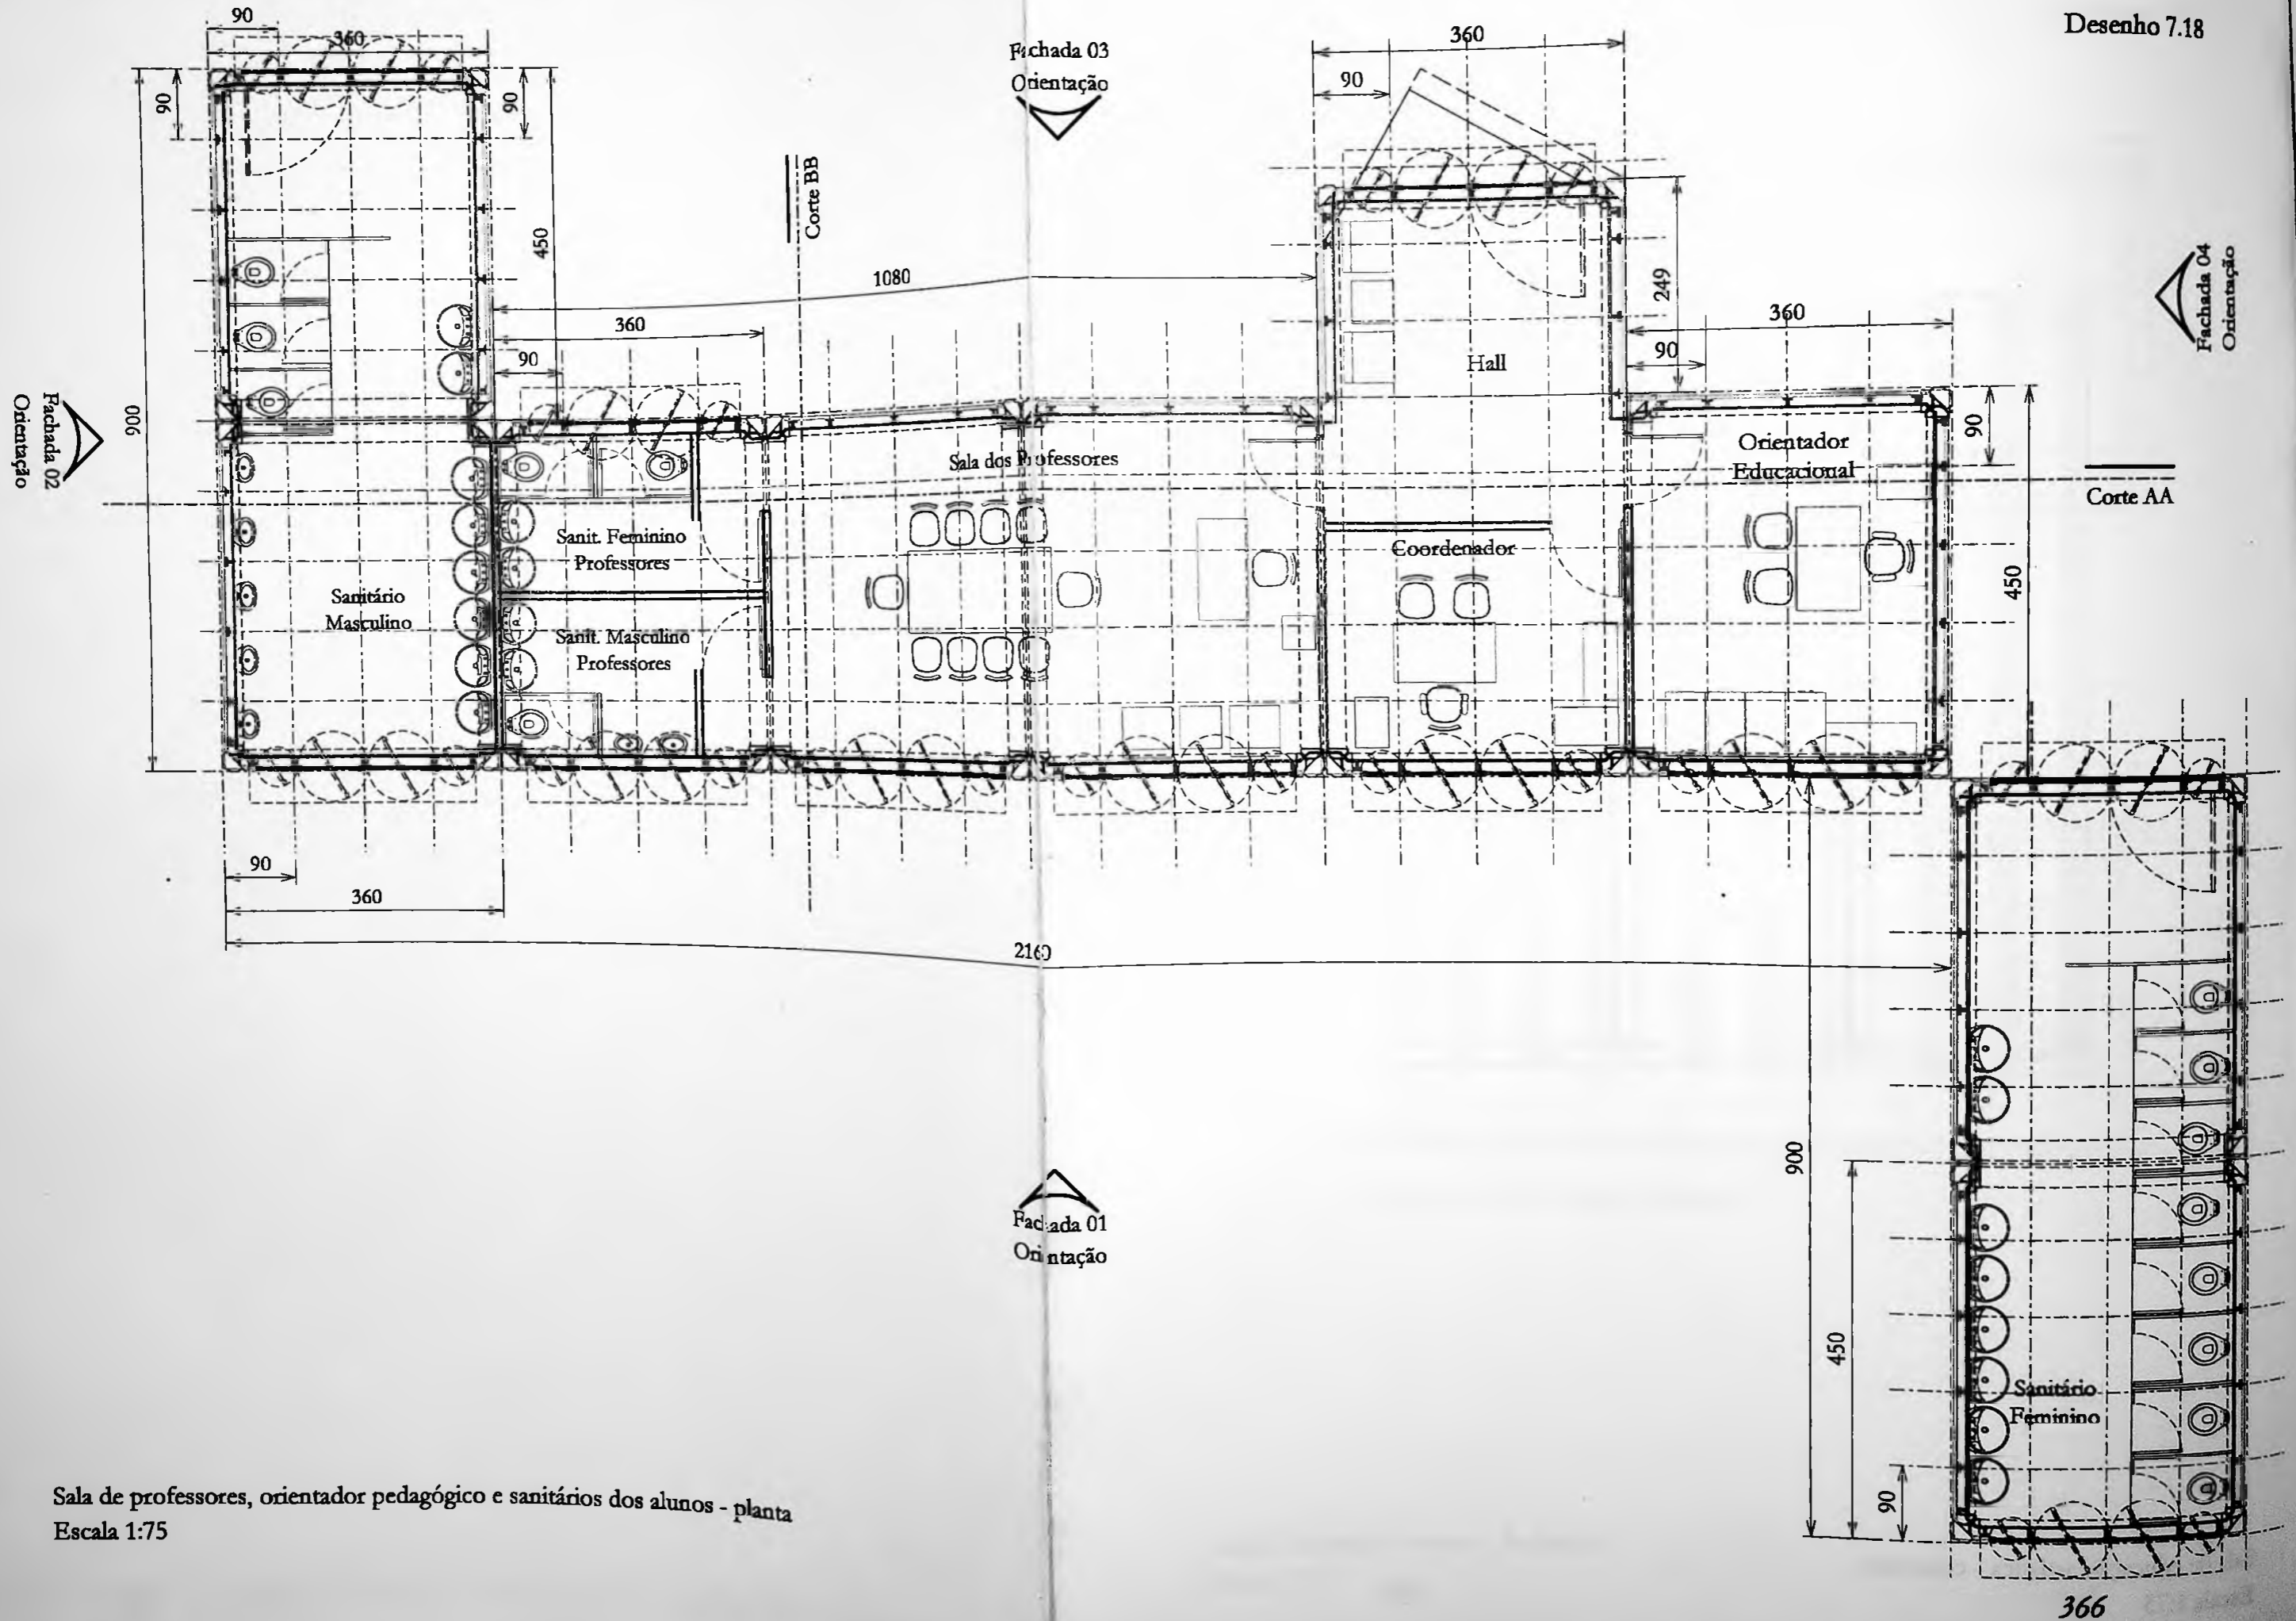 Desenho 7.18
90
360
90
90
450
900
Fachada 03
Orientação
Corte BB
1080
360
90
360
90
249
Hall
360
90
90
450
Fachada 04
Orientação
Corte AA
Fachada 02
Orientação
Sala dos Professores
Orientador
Educacional
Sanit. Feminino
Professores
Coordenador
Sanitário
Masculino
Sanit. Masculino
Professores
90
360
2160
Fachada 01
Orientação
900
450
90
Sanitário
Feminino
Sala de professores, orientador pedagógico e sanitários dos alunos - planta
Escala 1:75
366